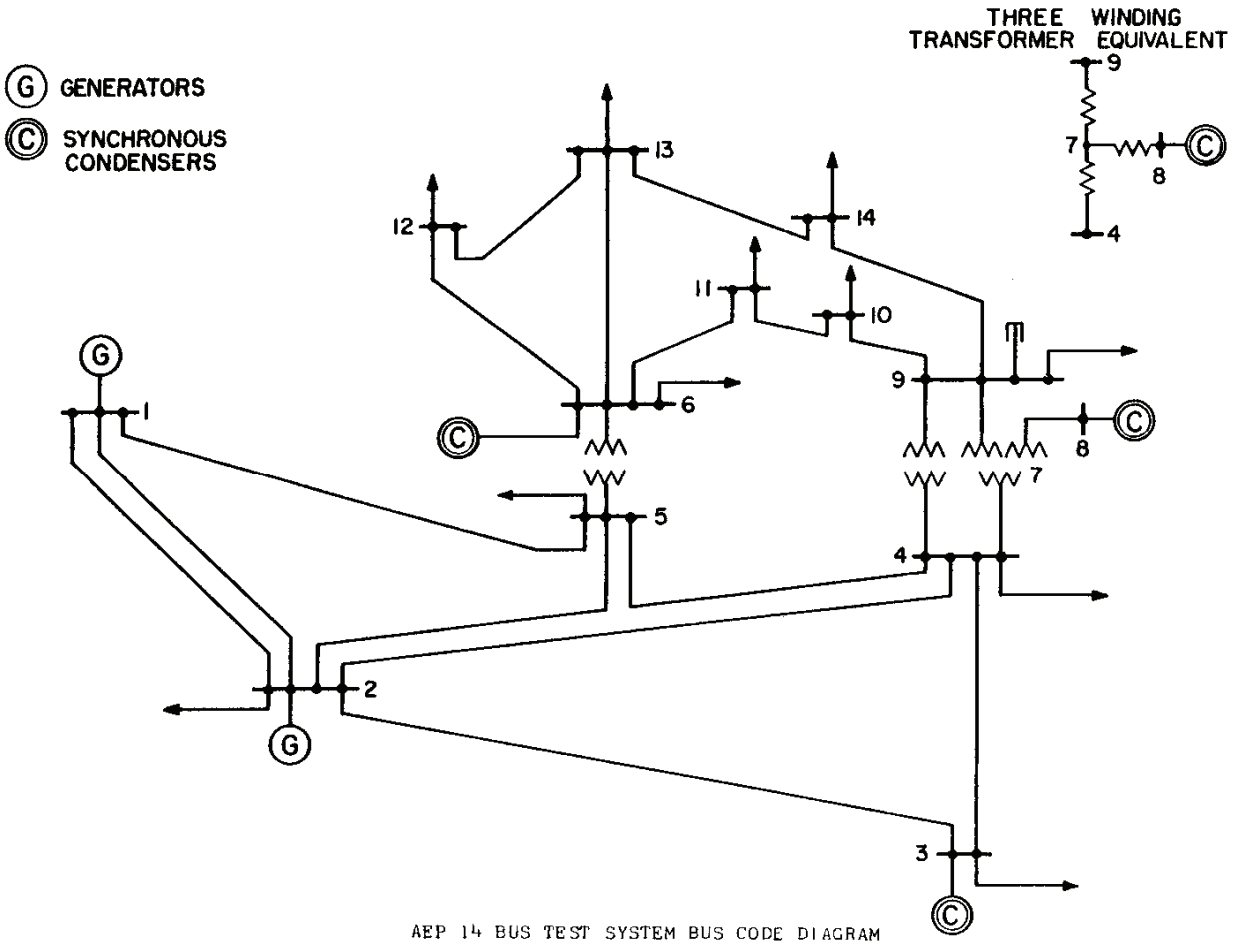 THREE WINDING
TRANSFORMER EQUIVALENT
9
7
C
8
4
G GENERATORS
C SYNCHRONOUS
CONDENSERS
13
12
14
11
10
G
1
9
6
C
C
8
7
5
4
2
G
3
C
AEP 14 BUS TEST SYSTEM BUS CODE DIAGRAM